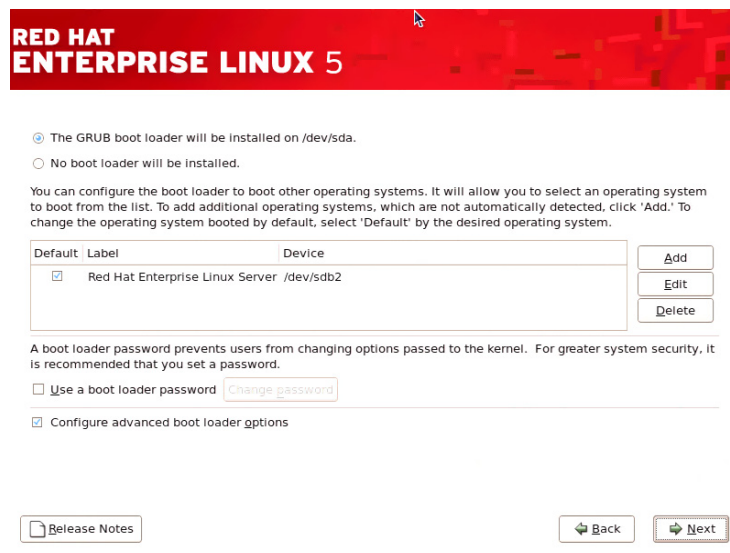 RED HAT
ENTERPRISE LINUX 5
The GRUB boot loader will be installed on /dev/sda.
No boot loader will be installed.
You can configure the boot loader to boot other operating systems. It will allow you to select an operating system
to boot from the list. To add additional operating systems, which are not automatically detected, click 'Add.' To
change the operating system booted by default, select 'Default' by the desired operating system.
Default Label Device
Red Hat Enterprise Linux Server /dev/sdb2
Add
Edit
Delete
A boot loader password prevents users from changing options passed to the kernel. For greater system security, it
is recommended that you set a password.
Use a boot loader password Change password
Configure advanced boot loader options
Release Notes Back Next